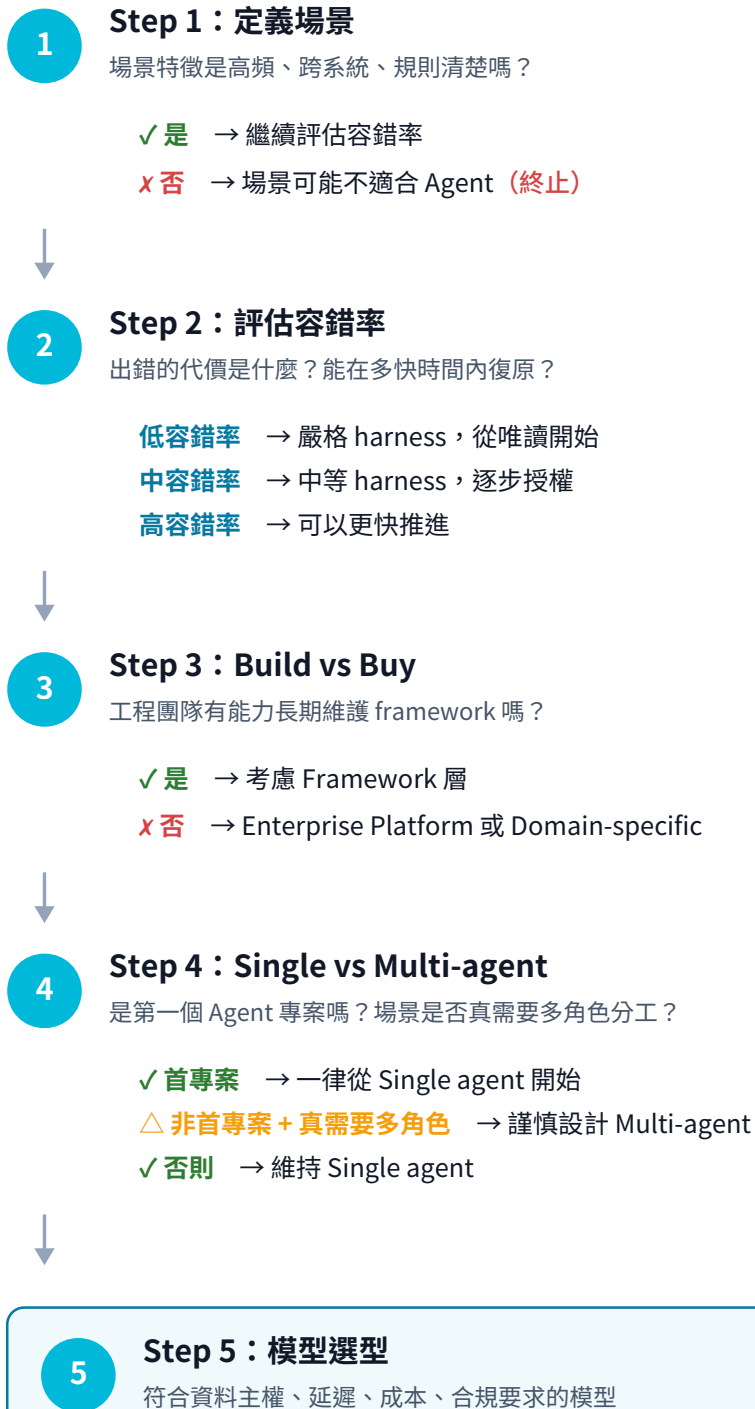 1
Step 1：定義場景
場景特徵是高頻、跨系統、規則清楚嗎？
✓ 是 → 繼續評估容錯率
✗ 否 → 場景可能不適合 Agent（終止）
2
Step 2：評估容錯率
出錯的代價是什麼？能在多快時間內復原？
低容錯率 → 嚴格 harness，從唯讀開始
中容錯率 → 中等 harness，逐步授權
高容錯率 → 可以更快推進
3
Step 3：Build vs Buy
工程團隊有能力長期維護 framework 嗎？
✓ 是 → 考慮 Framework 層
✗ 否 → Enterprise Platform 或 Domain-specific
4
Step 4：Single vs Multi-agent
是第一個 Agent 專案嗎？場景是否真需要多角色分工？
✓ 首專案 → 一律從 Single agent 開始
△ 非首專案 + 真需要多角色 → 謹慎設計 Multi-agent
✓ 否則 → 維持 Single agent
5
Step 5：模型選型
符合資料主權、延遲、成本、合規要求的模型